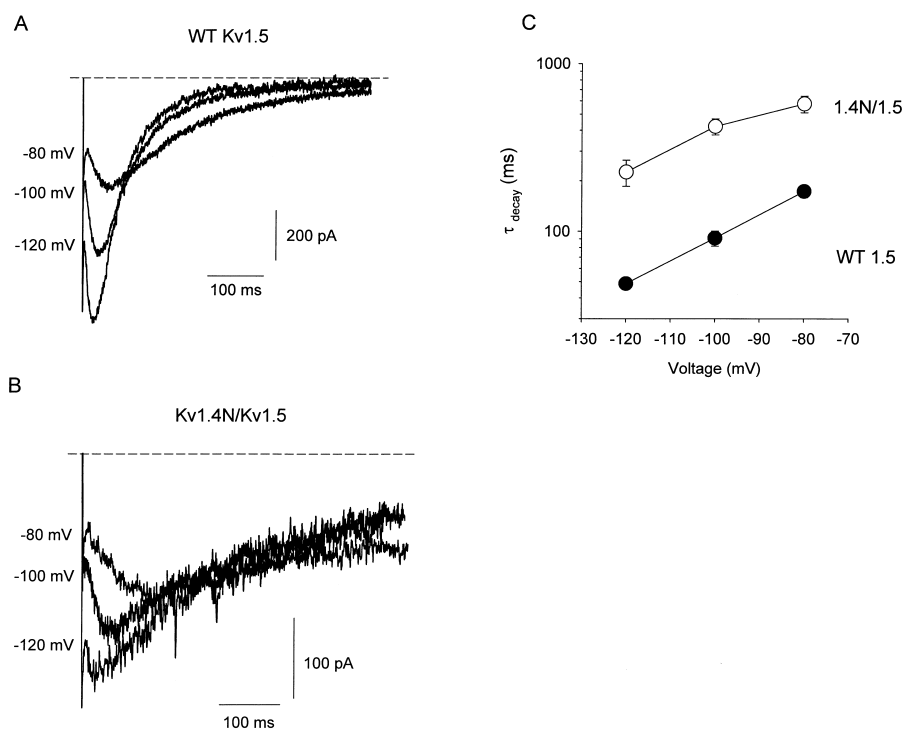 A
WT Kv1.5
-80 mV
-100 mV
-120 mV
200 pA
100 ms
B
Kv1.4N/Kv1.5
-80 mV
-100 mV
-120 mV
100 pA
100 ms
C
1000
100
τ decay (ms)
1.4N/1.5
WT 1.5
-130 -120 -110 -100 -90 -80 -70
Voltage (mV)